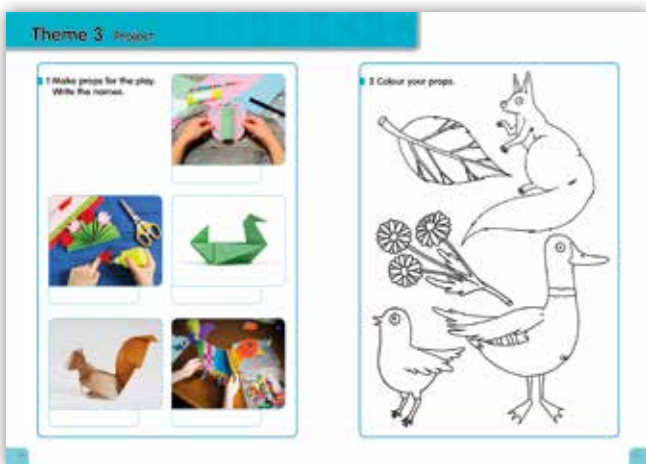 Theme 3 Project
1 Make props for the play.
Write the names.
2 Colour your props.